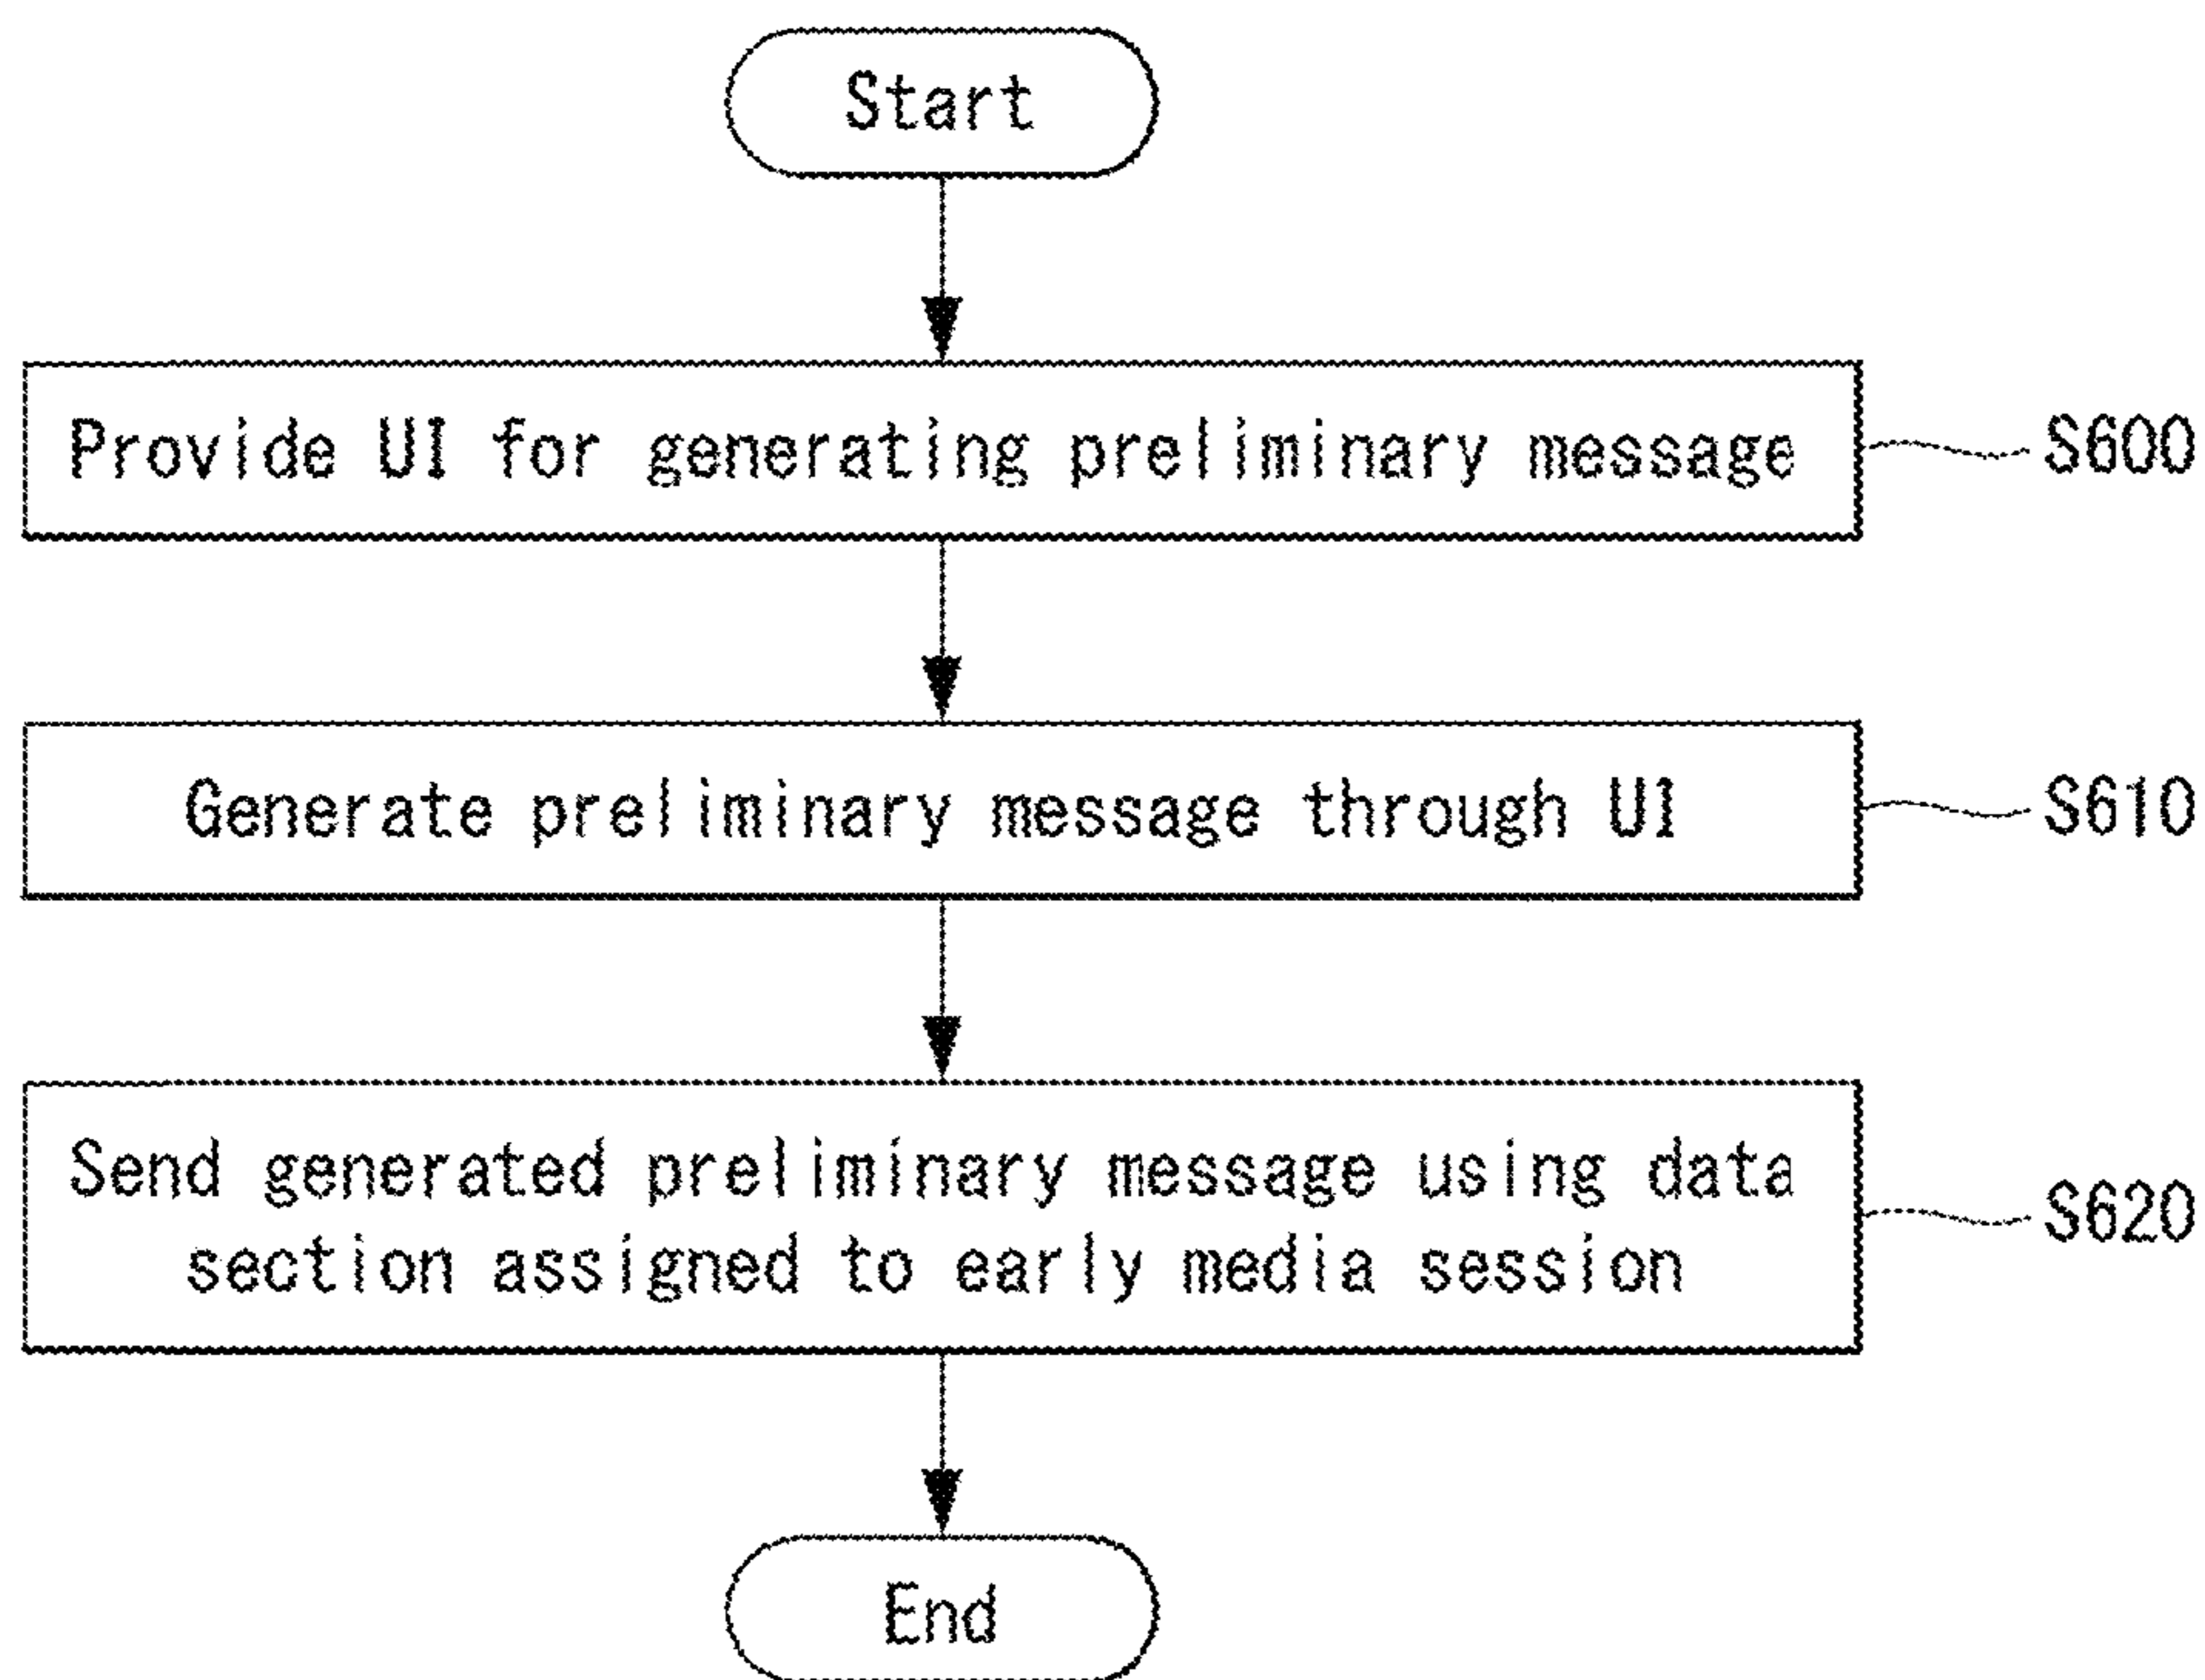 Start
Provide UI for generating preliminary message
S600
Generate preliminary message through UI
S610
Send generated preliminary message using data
section assigned to early media session
S620
End